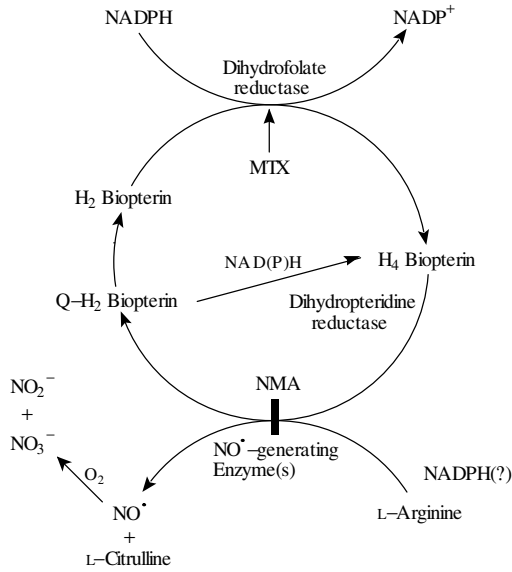 NADPH
NADP⁺
Dihydrofolate
reductase
MTX
H₂ Biopterin
NAD(P)H
H₄ Biopterin
Q–H₂ Biopterin
Dihydropteridine
reductase
NMA
NO₂⁻
+
NO₃⁻
NO•–generating
Enzyme(s)
NADPH(?)
O₂
NO•
L–Arginine
+
L–Citrulline